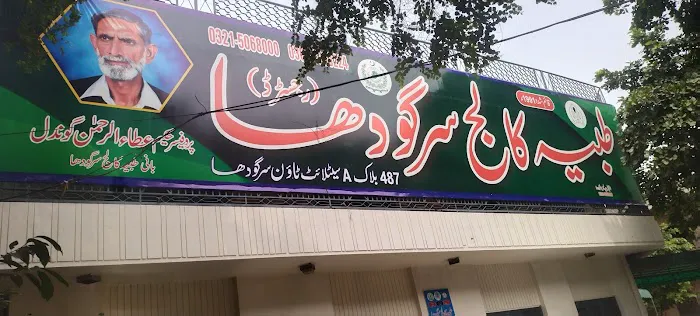 0321-5068000
طبیہ کالج سرگودھا
(رجسٹرڈ)
487 بلاک A سیٹلائٹ ٹاؤن سرگودھا
پروفیسر حکیم عطاء الرحمٰن گوندل
بانی طبیہ کالج سرگودھا